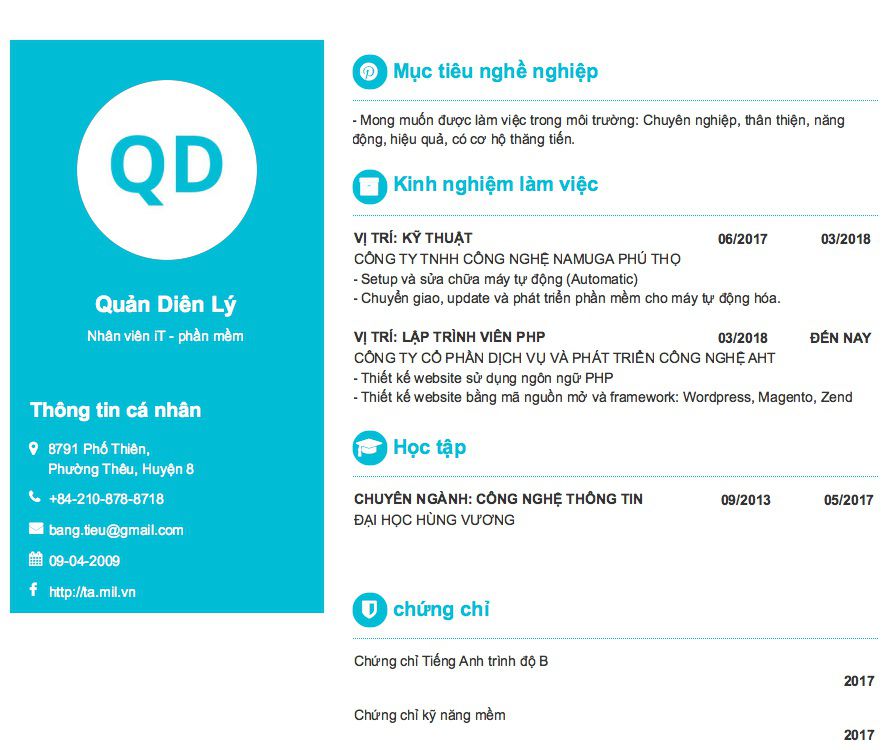 QD
Quản Diên Lý
Nhân viên iT - phần mềm
Thông tin cá nhân
8791 Phố Thiên,
Phường Thêu, Huyện 8
+84-210-878-8718
bang.tieu@gmail.com
09-04-2009
http://ta.mil.vn
Mục tiêu nghề nghiệp
- Mong muốn được làm việc trong môi trường: Chuyên nghiệp, thân thiện, năng
động, hiệu quả, có cơ hộ thăng tiến.
Kinh nghiệm làm việc
VỊ TRÍ: KỸ THUẬT 06/2017 03/2018
CÔNG TY TNHH CÔNG NGHỆ NAMUGA PHÚ THỌ
- Setup và sửa chữa máy tự động (Automatic)
- Chuyển giao, update và phát triển phần mềm cho máy tự động hóa.
VỊ TRÍ: LẬP TRÌNH VIÊN PHP 03/2018 ĐẾN NAY
CÔNG TY CỔ PHẦN DỊCH VỤ VÀ PHÁT TRIỂN CÔNG NGHỆ AHT
- Thiết kế website sử dụng ngôn ngữ PHP
- Thiết kế website bằng mã nguồn mở và framework: Wordpress, Magento, Zend
Học tập
CHUYÊN NGÀNH: CÔNG NGHỆ THÔNG TIN 09/2013 05/2017
ĐẠI HỌC HÙNG VƯƠNG
chứng chỉ
Chứng chỉ Tiếng Anh trình độ B
2017
Chứng chỉ kỹ năng mềm
2017